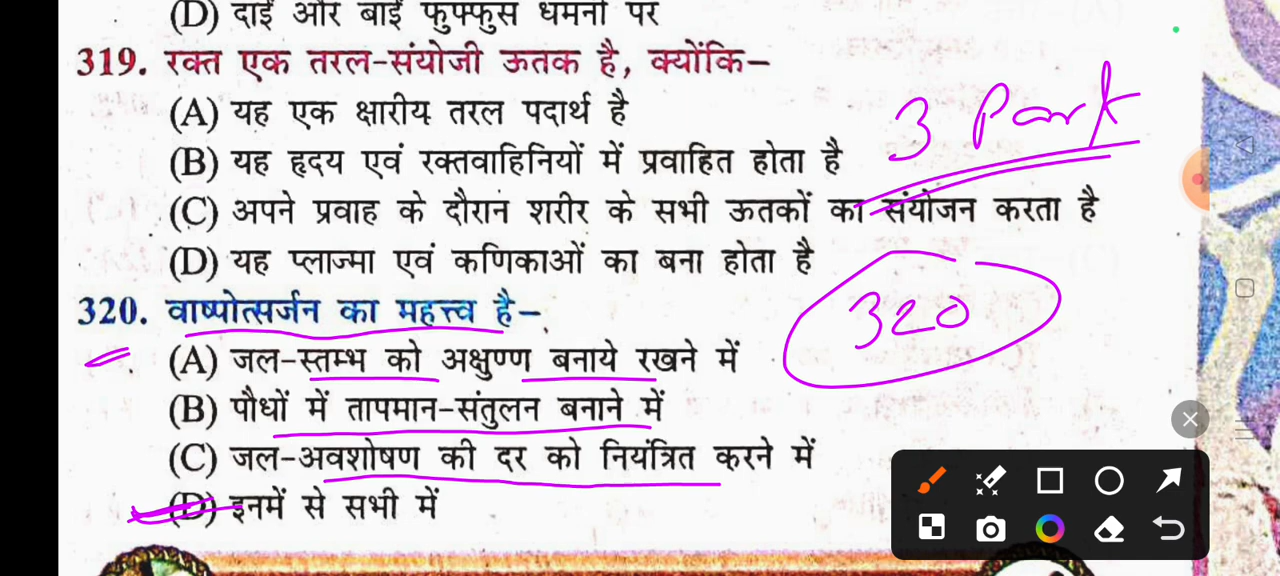 (D) दाईं और बाईं फुफ्फुस धमनी पर
319. रक्त एक तरल-संयोजी ऊतक है, क्योंकि–
(A) यह एक क्षारीय तरल पदार्थ है
3 Part
(B) यह हृदय एवं रक्तवाहिनियों में प्रवाहित होता है
(C) अपने प्रवाह के दौरान शरीर के सभी ऊतकों का संयोजन करता है
(D) यह प्लाज्मा एवं कणिकाओं का बना होता है
320. वाष्पोत्सर्जन का महत्त्व है–
320
(A) जल-स्तम्भ को अक्षुण्ण बनाये रखने में
(B) पौधों में तापमान-संतुलन बनाने में
(C) जल-अवशोषण की दर को नियंत्रित करने में
(D) इनमें से सभी में